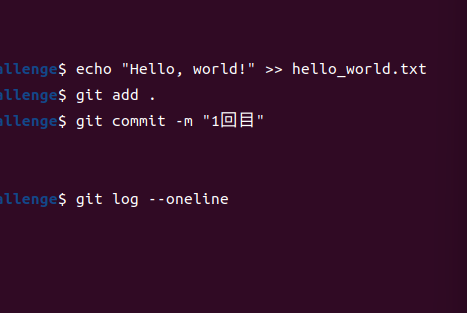 allenge$ echo "Hello, world!" >> hello_world.txt
allenge$ git add .
allenge$ git commit -m "1回目"
allenge$ git log --oneline